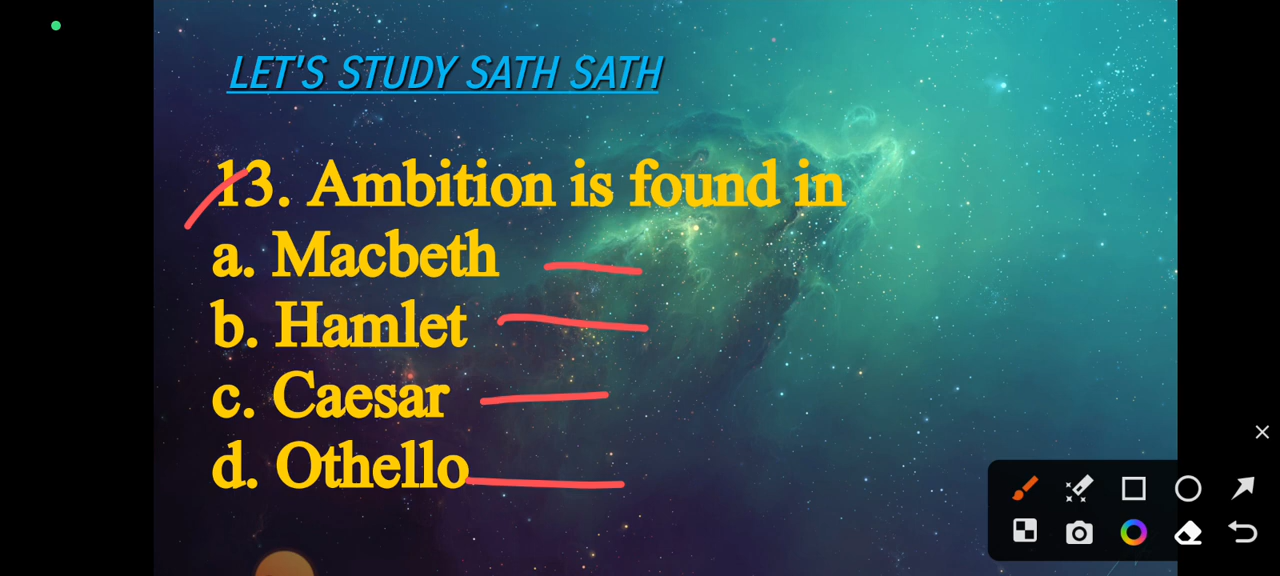 LET'S STUDY SATH SATH
13. Ambition is found in
a. Macbeth
b. Hamlet
c. Caesar
d. Othello